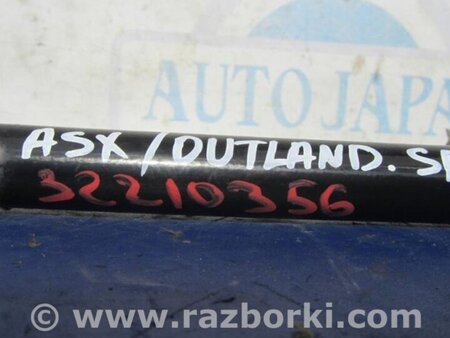 AUTO JAPA
ASX/OUTLAND. SP
32210356
© www.razborki.com